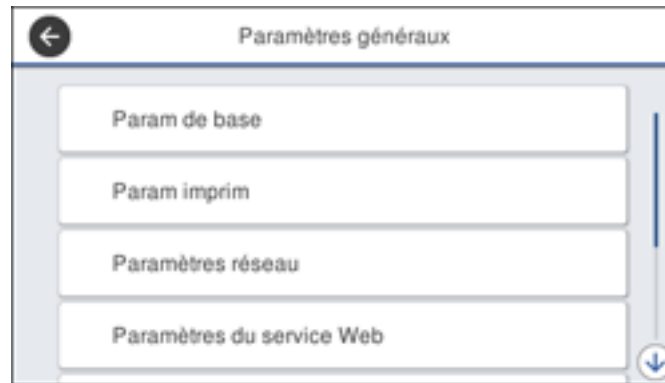 Paramètres généraux
Param de base
Param imprim
Paramètres réseau
Paramètres du service Web